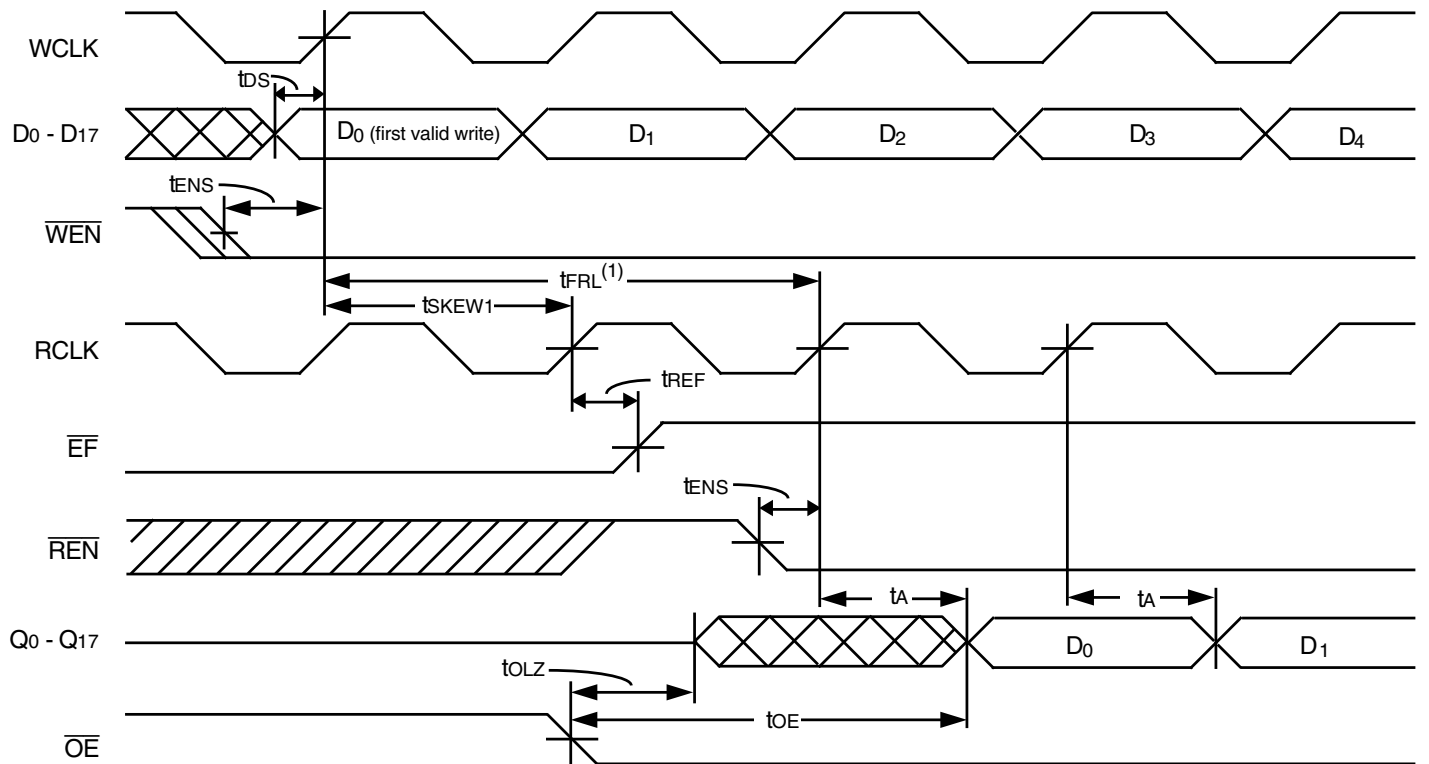 WCLK
tDS
D0 - D17
D0 (first valid write)
D1
D2
D3
D4
tENS
WEN
tFRL(1)
tSKEW1
RCLK
tREF
EF
tENS
REN
tA
tA
Q0 - Q17
D0
D1
tOLZ
tOE
OE